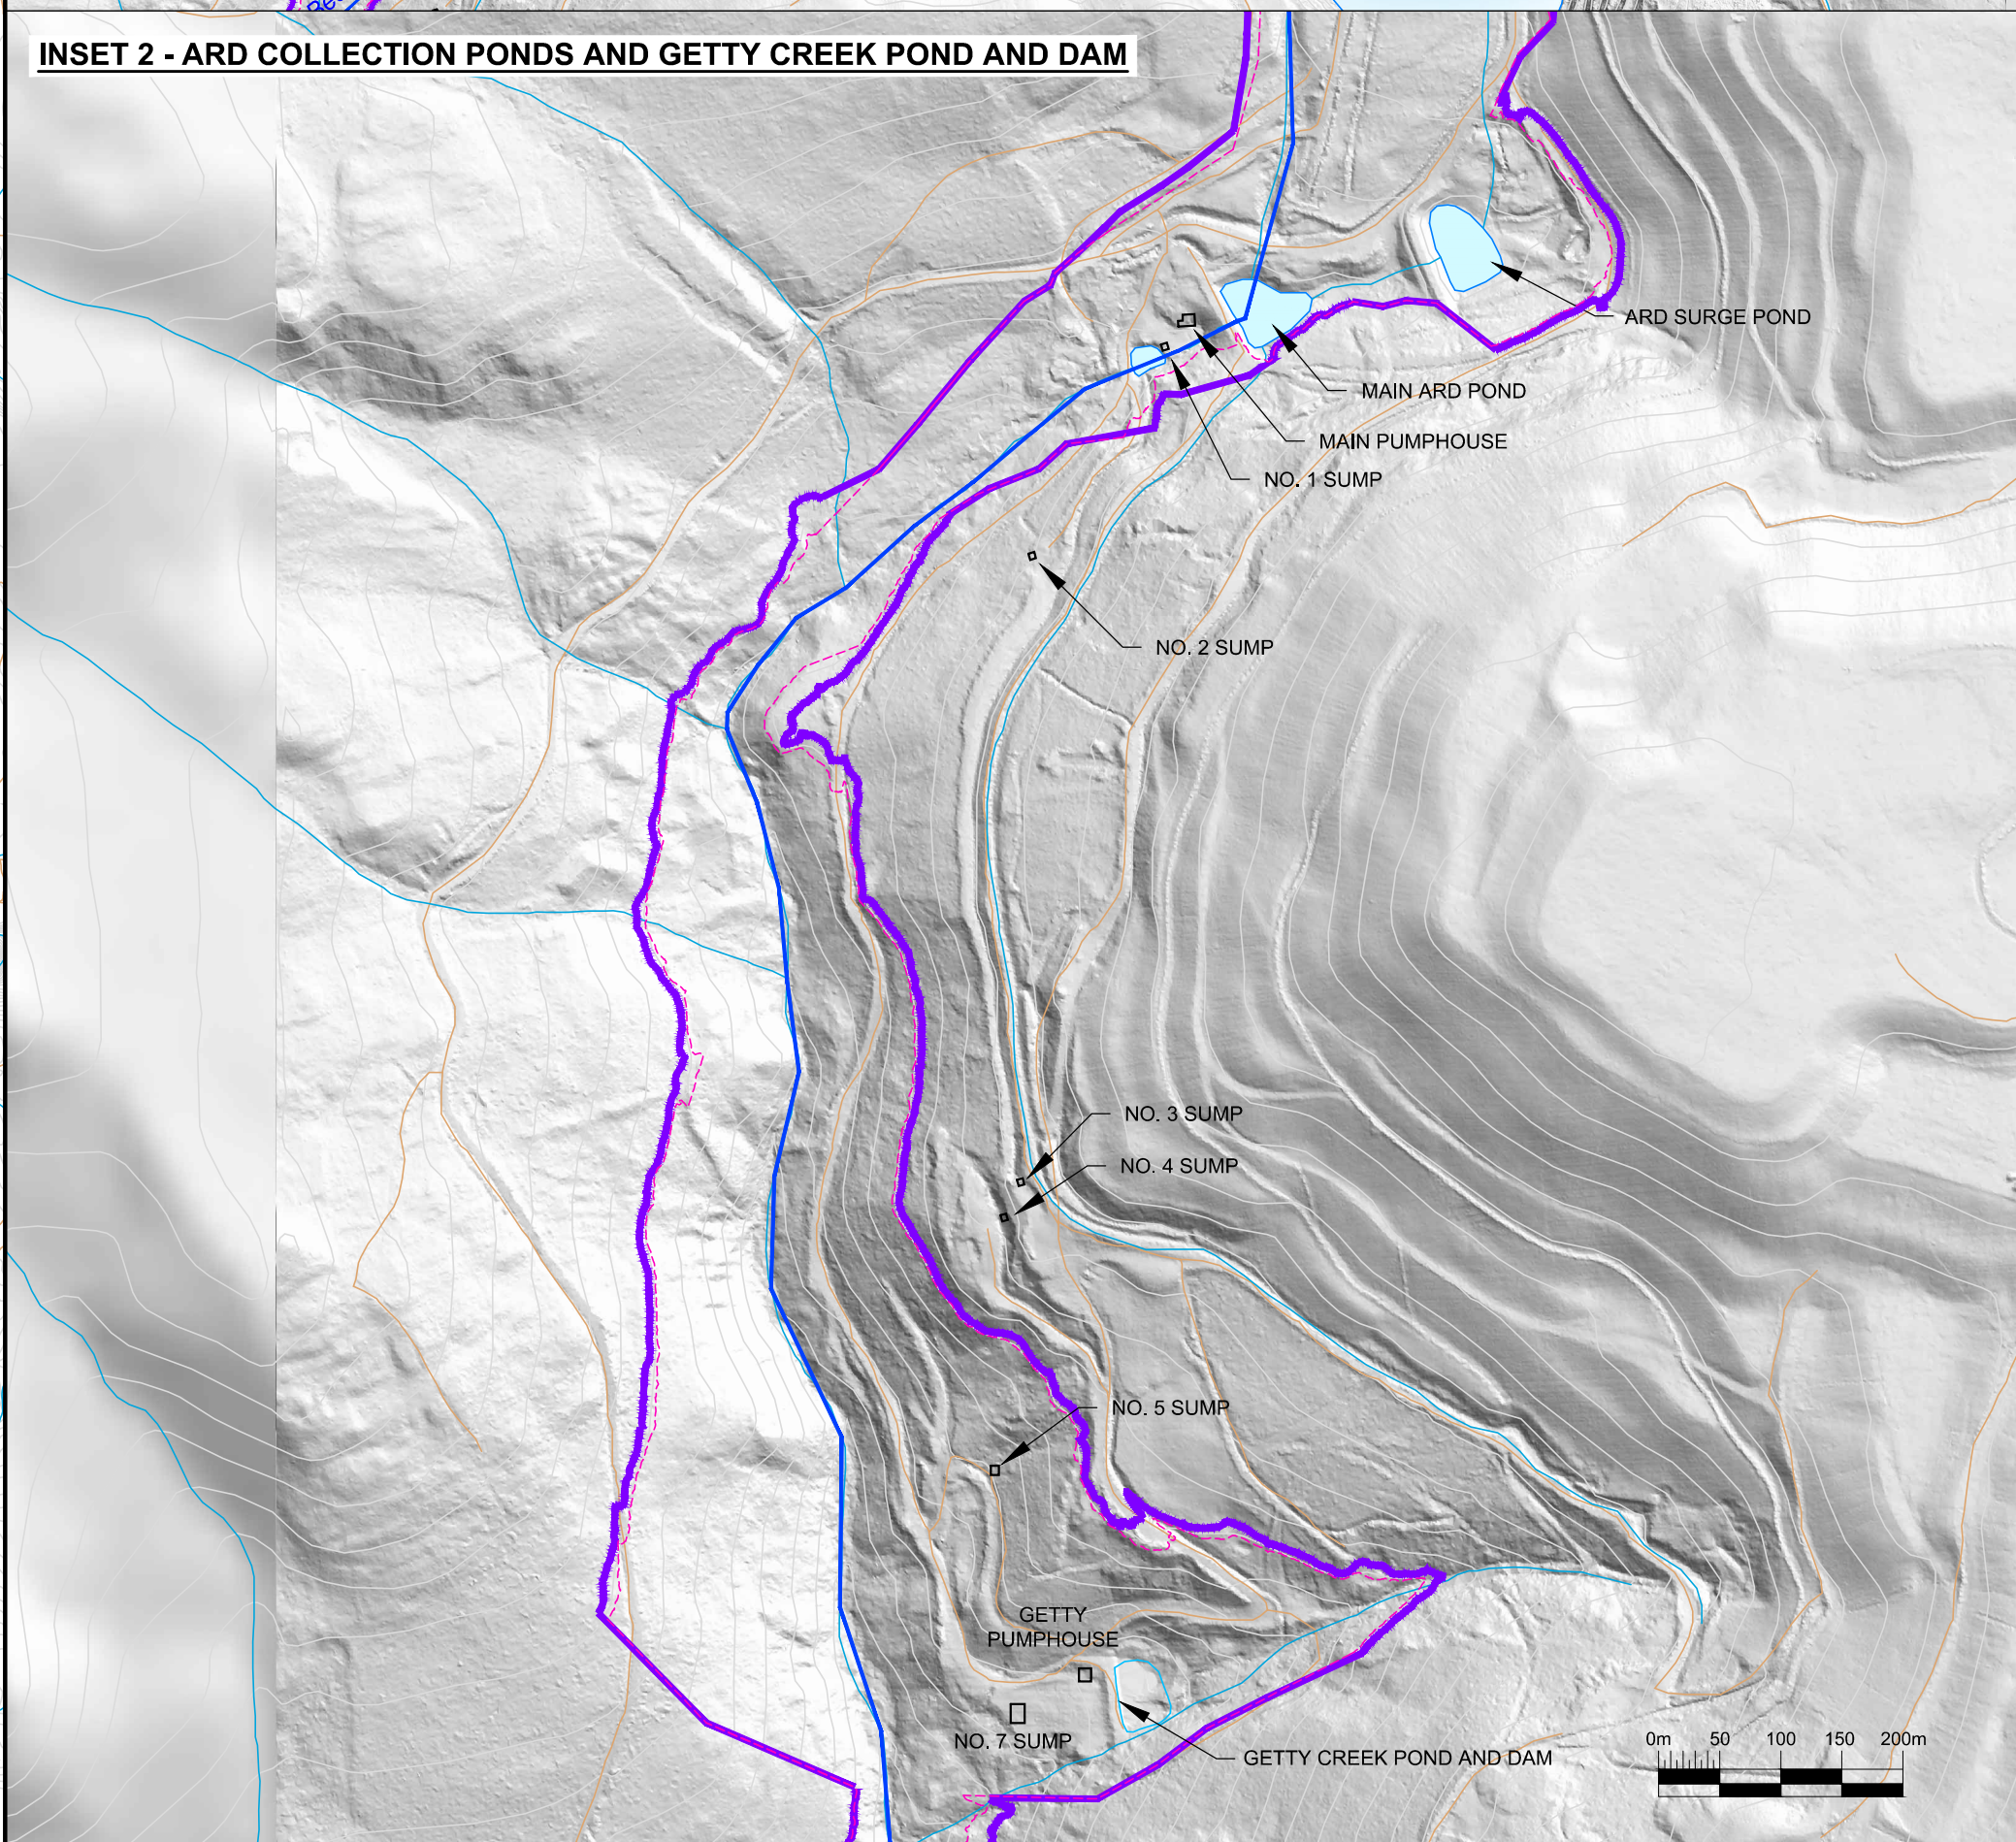 INSET 2 - ARD COLLECTION PONDS AND GETTY CREEK POND AND DAM
ARD SURGE POND
MAIN ARD POND
MAIN PUMPHOUSE
NO. 1 SUMP
NO. 2 SUMP
NO. 3 SUMP
NO. 4 SUMP
NO. 5 SUMP
GETTY
PUMPHOUSE
NO. 7 SUMP
GETTY CREEK POND AND DAM
0m 50 100 150 200m